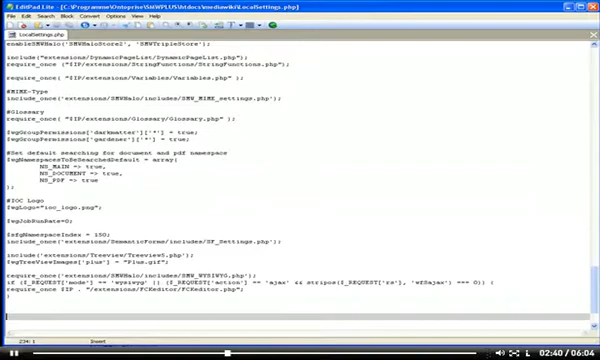 EditPad Lite - [C:\Programme\Ontoprise\SMWPLUS\htdocs\mediawiki\LocalSettings.php]
File Edit Search Block Convert Options View Help
LocalSettings.php
enableSMWHalo('SMWHaloStore2', 'SMWTripleStore');
include("extensions/DynamicPageList/DynamicPageList.php");
require_once ("$IP/extensions/StringFunctions/StringFunctions.php");
require_once( "$IP/extensions/Variables/Variables.php" );
#MIME-Type
include_once('extensions/SMWHalo/includes/SMW_MIME_settings.php');
#Glossary
require_once( "$IP/extensions/Glossary/Glossary.php" );
$wgGroupPermissions['darkmatter']['*'] = true;
$wgGroupPermissions['gardener']['*'] = true;
#Set default searching for document and pdf namespace
$wgNamespacesToBeSearchedDefault = array(
NS_MAIN => true,
NS_DOCUMENT => true,
NS_PDF => true
);
#IOC Logo
$wgLogo="ioc_logo.png";
$wgJobRunRate=0;
$sfgNamespaceIndex = 150;
include_once('extensions/SemanticForms/includes/SF_Settings.php');
include('extensions/Treeview/Treeview5.php');
$wgTreeViewImages['plus'] = "Plus.gif";
require_once('extensions/SMWHalo/includes/SMW_WYSIWYG.php');
if ($_REQUEST['mode'] == 'wysiwyg' || ($_REQUEST['action'] == 'ajax' && stripos($_REQUEST['rs'], 'wfSajax') === 0)) {
require_once $IP . "/extensions/FCKeditor/FCKeditor.php";
}
234: 1 Insert
02:40 / 06:04